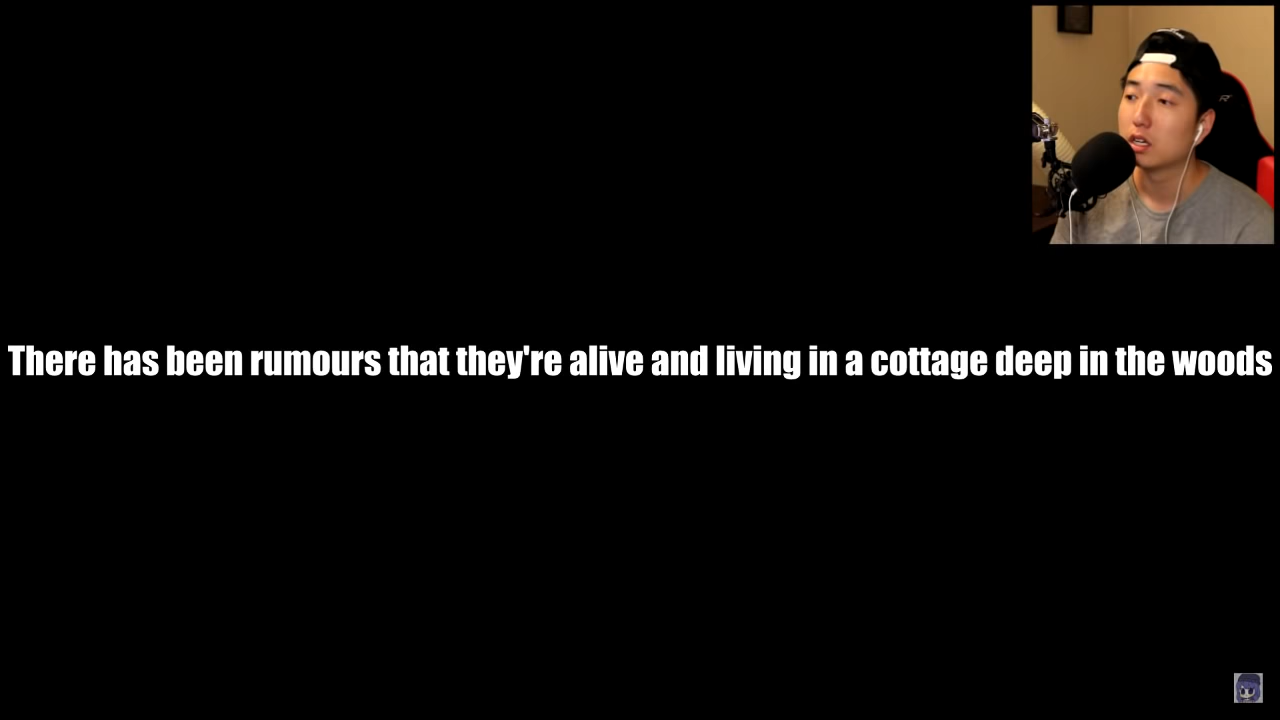 There has been rumours that they're alive and living in a cottage deep in the woods